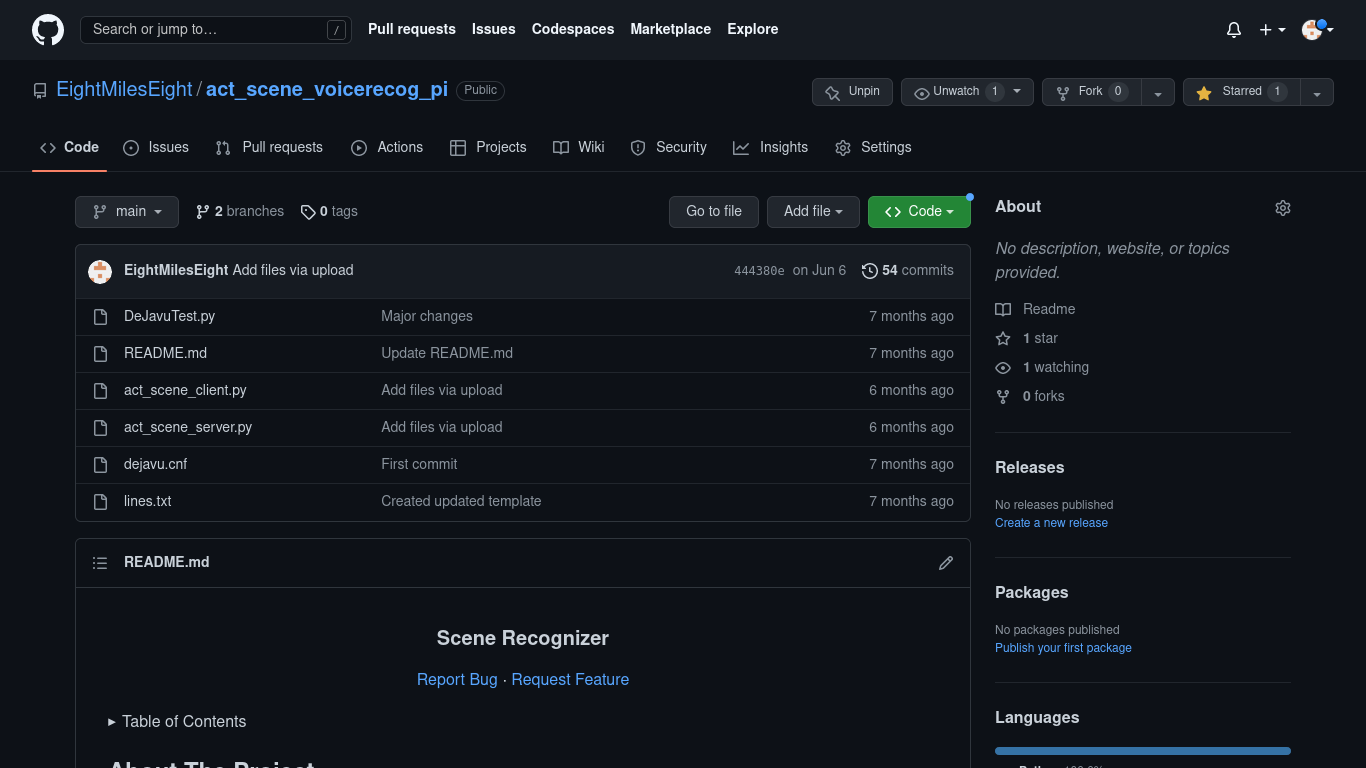 Search or jump to… /
Pull requests Issues Codespaces Marketplace Explore
EightMilesEight / act_scene_voicerecog_pi Public
Unpin Unwatch 1 Fork 0 Starred 1
Code Issues Pull requests Actions Projects Wiki Security Insights Settings
main 2 branches 0 tags Go to file Add file Code
EightMilesEight Add files via upload 444380e on Jun 6 54 commits
DeJavuTest.py Major changes 7 months ago
README.md Update README.md 7 months ago
act_scene_client.py Add files via upload 6 months ago
act_scene_server.py Add files via upload 6 months ago
dejavu.cnf First commit 7 months ago
lines.txt Created updated template 7 months ago
README.md
Scene Recognizer
Report Bug · Request Feature
Table of Contents
About The Project
About
No description, website, or topics
provided.
Readme
1 star
1 watching
0 forks
Releases
No releases published
Create a new release
Packages
No packages published
Publish your first package
Languages